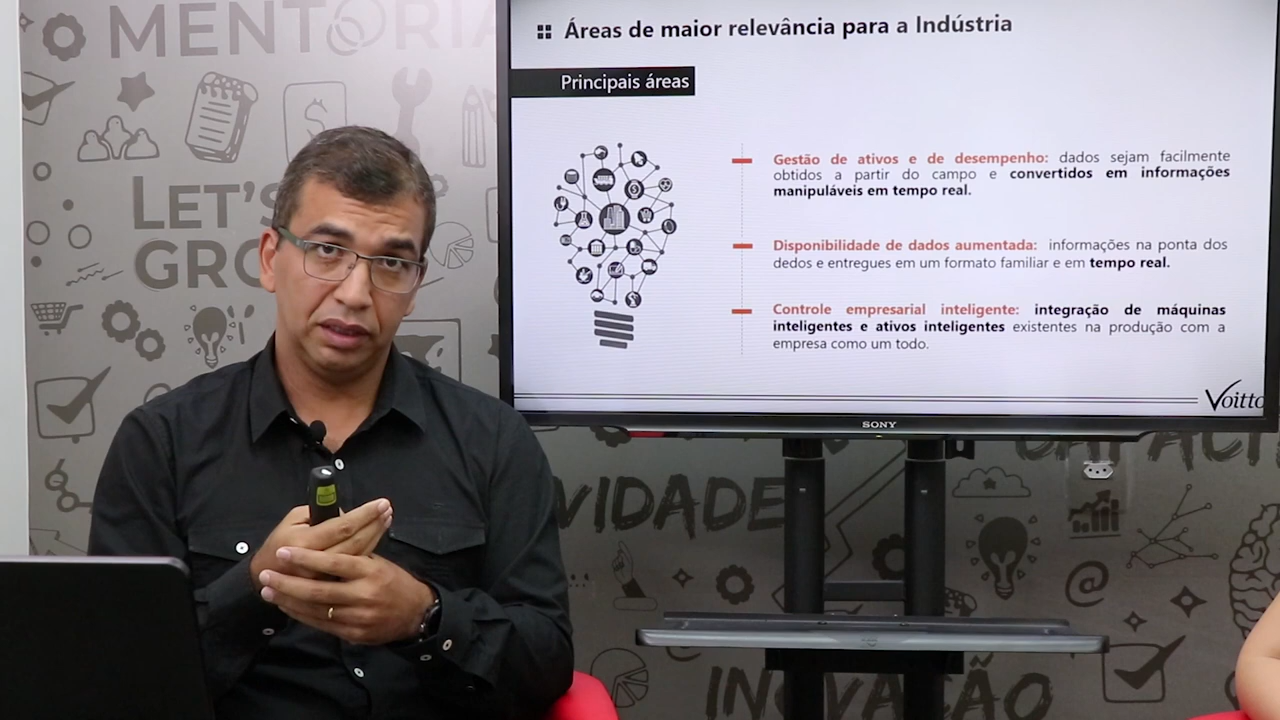 MENTORIA
LET'S
GRO
Áreas de maior relevância para a Indústria
Principais áreas
Gestão de ativos e de desempenho: dados sejam facilmente
obtidos a partir do campo e convertidos em informações
manipuláveis em tempo real.
Disponibilidade de dados aumentada: informações na ponta dos
dedos e entregues em um formato familiar e em tempo real.
Controle empresarial inteligente: integração de máquinas
inteligentes e ativos inteligentes existentes na produção com a
empresa como um todo.
Voitto
SONY
VIDADE
INOVAÇÃO